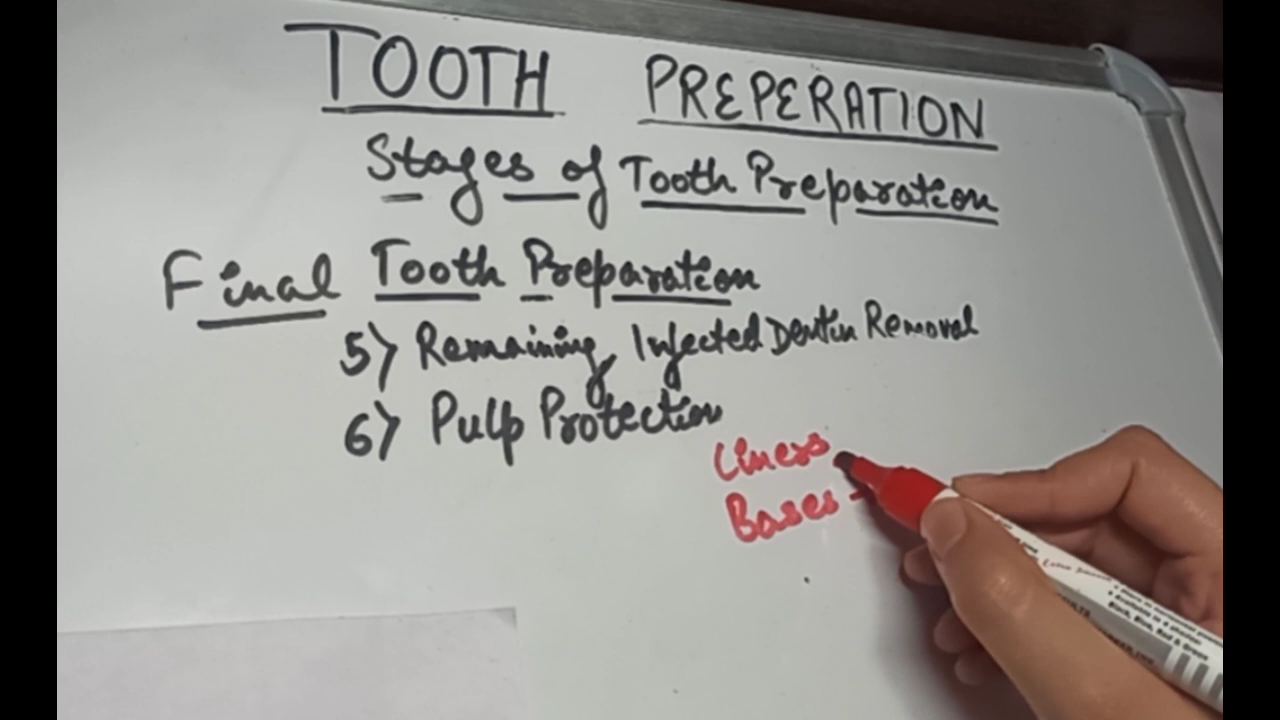 TOOTH PREPERATION
Stages of Tooth Preparation
Final Tooth Preparation
5) Remaining Infected Dentin Removal
6) Pulp Protection
Liners
Bases -